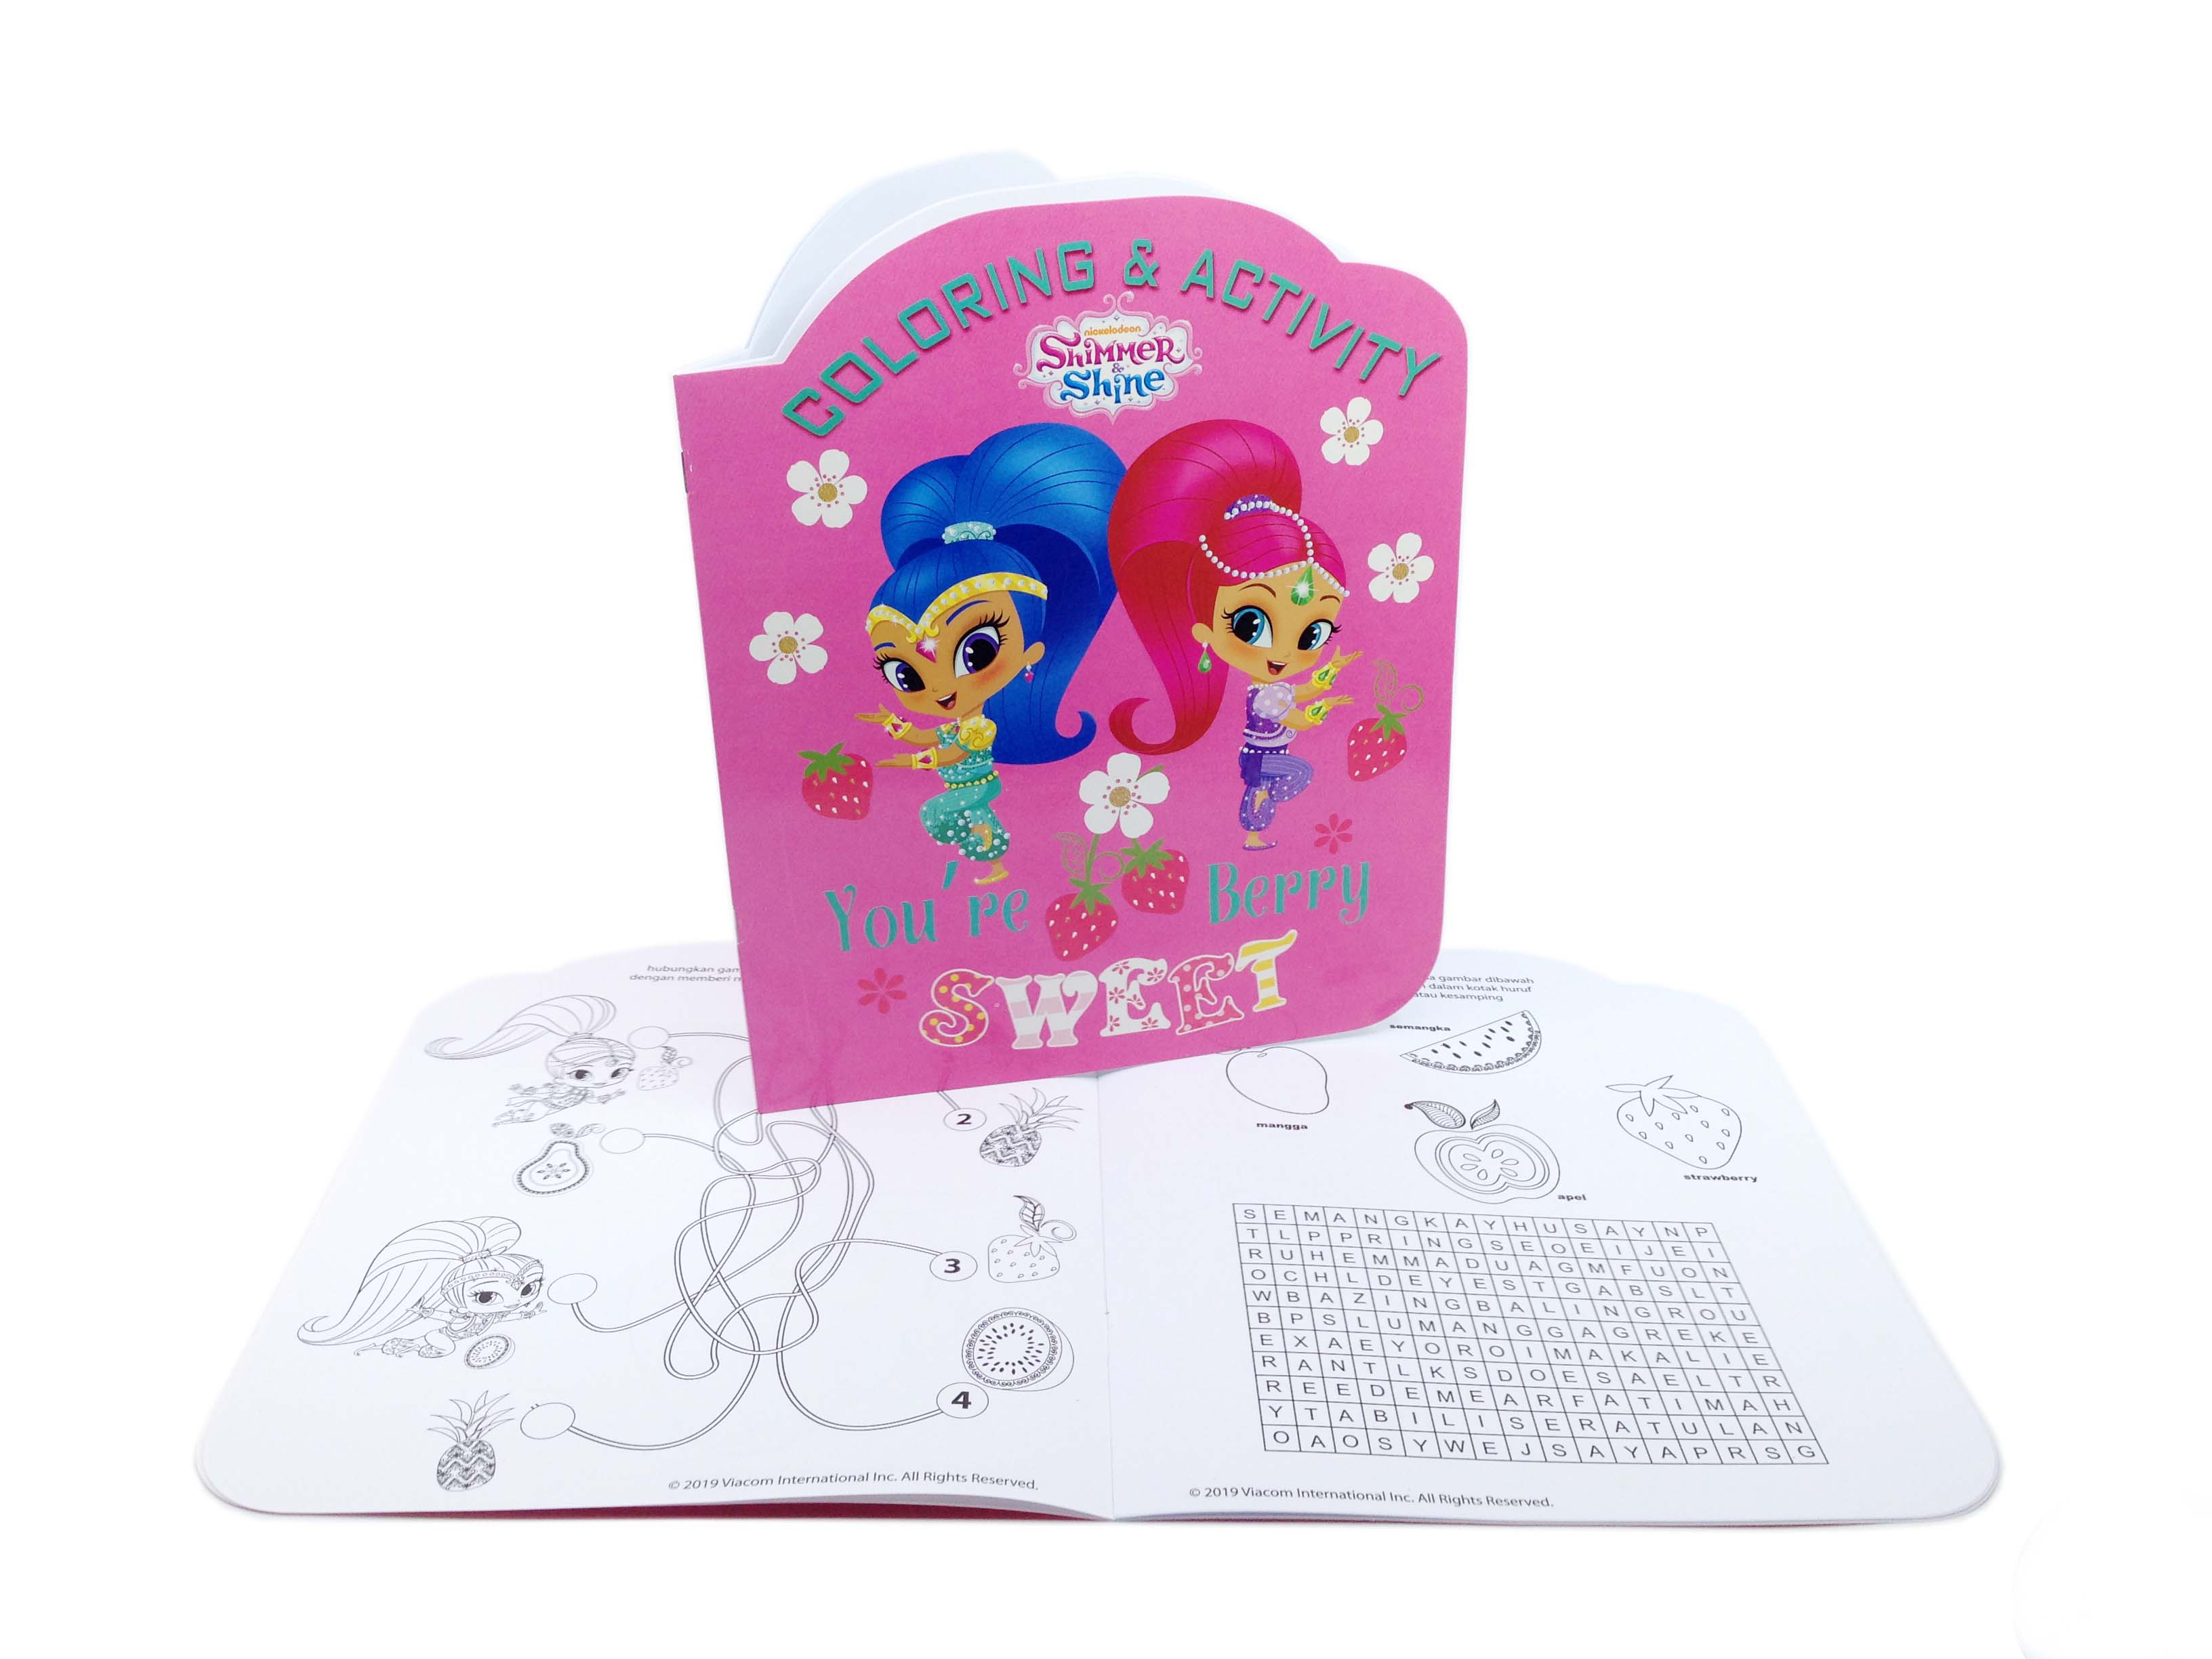 COLORING & ACTIVITY
nickelodeon
Shimmer
&
Shine
You're Berry
SWEET
hubungkan
dengan memberi
2
3
4
© 2019 Viacom International Inc. All Rights Reserved.
gambar dibawah
dalam kotak huruf
atau kesamping
semangka
mangga
apel
strawberry
S E M A N G K A Y H U S A Y N P
T L P P R I N G S E O E I J E I
R U H E M M A D U A G M F U O N
O C H L D E Y E S T G A B S L T
W B A Z I N G B A L I N G R O U
B P S L U M A N G G A G R E K E
E X A E Y O R O I M A K A L I E
R A N T L K S D O E S A E L T R
R E E D E M E A R F A T I M A H
Y T A B I L I S E R A T U L A N
O A O S Y W E J S A Y A P R S G
© 2019 Viacom International Inc. All Rights Reserved.